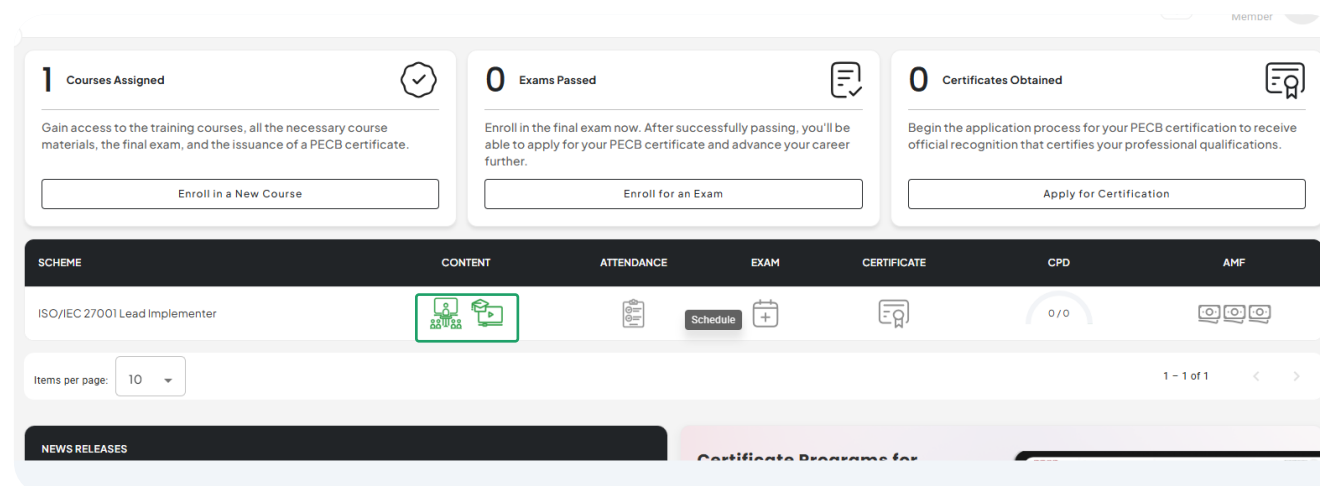 Member
1 Courses Assigned
Gain access to the training courses, all the necessary course
materials, the final exam, and the issuance of a PECB certificate.
Enroll in a New Course
0 Exams Passed
Enroll in the final exam now. After successfully passing, you'll be
able to apply for your PECB certificate and advance your career
further.
Enroll for an Exam
0 Certificates Obtained
Begin the application process for your PECB certification to receive
official recognition that certifies your professional qualifications.
Apply for Certification
SCHEME CONTENT ATTENDANCE EXAM CERTIFICATE CPD AMF
ISO/IEC 27001 Lead Implementer Schedule 0/0
Items per page: 10 1 – 1 of 1
NEWS RELEASES
Certificate Programs for